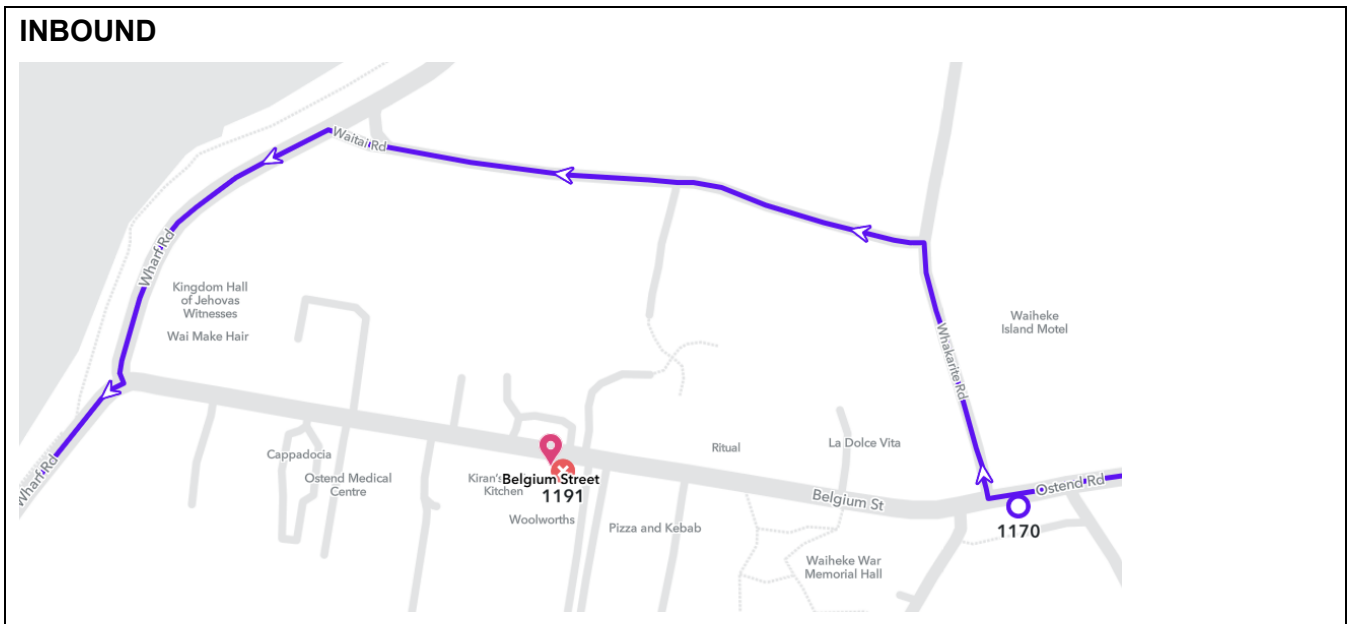 INBOUND
Waitai Rd
Wharf Rd
Kingdom Hall
of Jehovas
Witnesses
Wai Make Hair
Waiheke
Island Motel
Whakarite Rd
Cappadocia
Ostend Medical
Centre
Kiran's
Kitchen
Belgium Street
1191
Woolworths
Ritual
La Dolce Vita
Pizza and Kebab
Belgium St
Ostend Rd
1170
Waiheke War
Memorial Hall
Wharf Rd